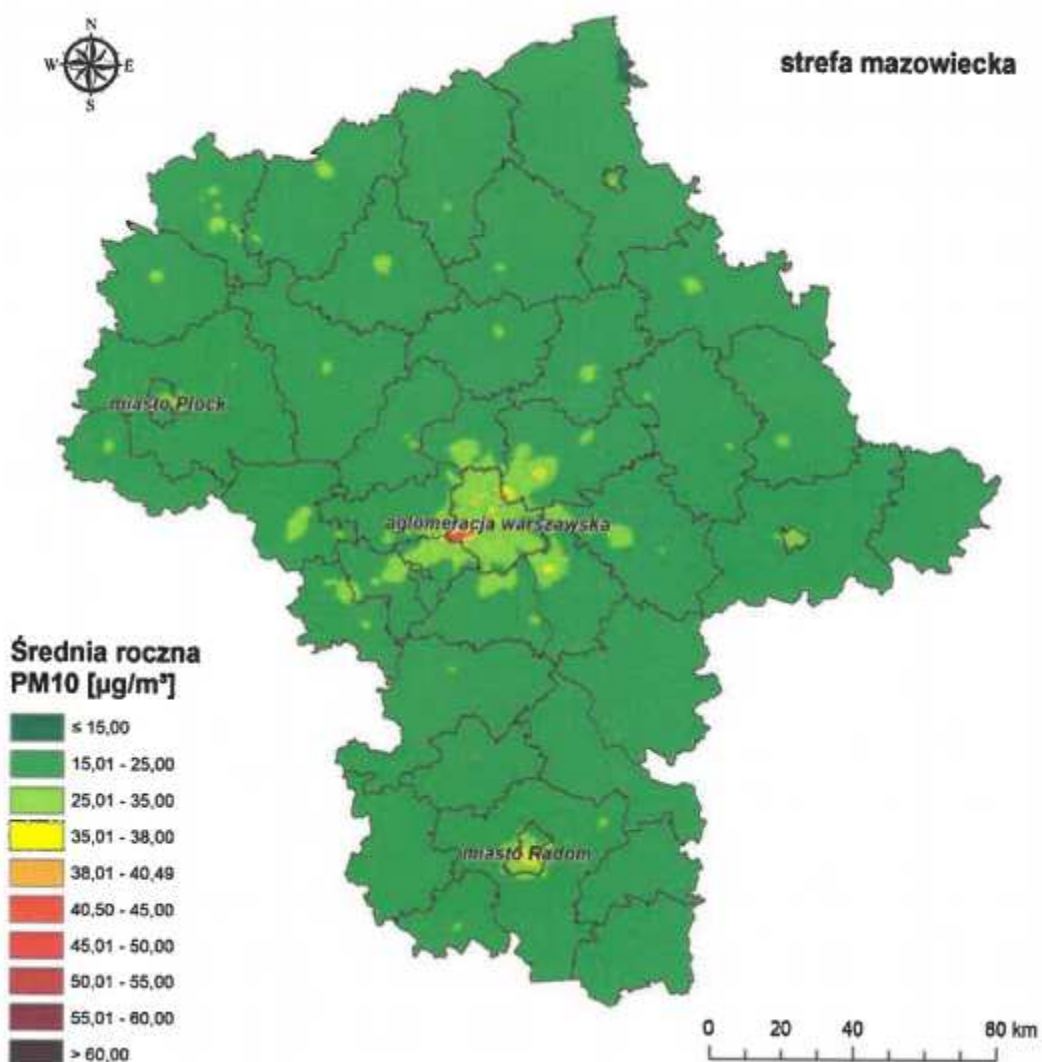 N
W E
S
strefa mazowiecka
miasto Płock
aglomeracja warszawska
miasto Radom
Średnia roczna
PM10 [µg/m³]
≤ 15,00
15,01 - 25,00
25,01 - 35,00
35,01 - 38,00
38,01 - 40,49
40,50 - 45,00
45,01 - 50,00
50,01 - 55,00
55,01 - 60,00
> 60,00
0 20 40 80 km